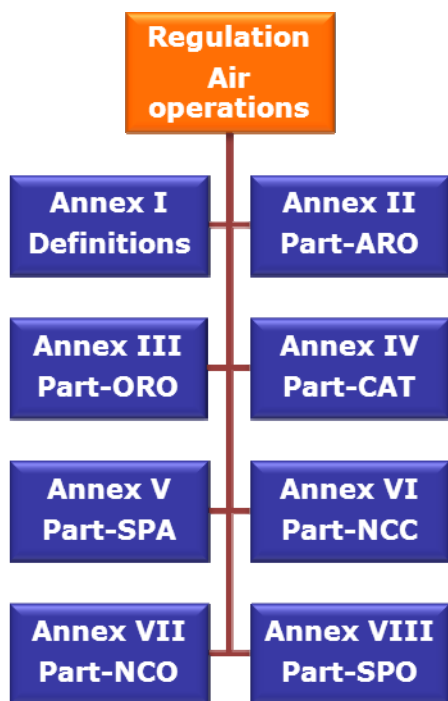 Regulation
Air
operations
Annex I
Definitions
Annex II
Part-ARO
Annex III
Part-ORO
Annex IV
Part-CAT
Annex V
Part-SPA
Annex VI
Part-NCC
Annex VII
Part-NCO
Annex VIII
Part-SPO